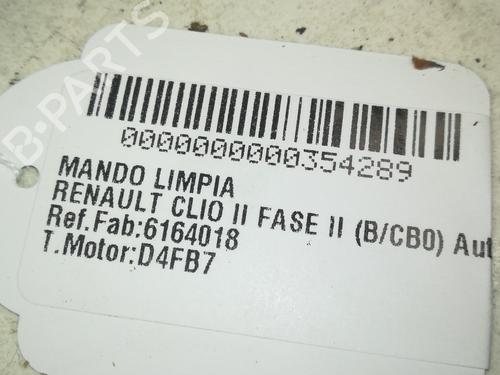 B-PARTS
0000000000354289
MANDO LIMPIA
RENAULT CLIO II FASE II (B/CB0) Aut
Ref.Fab:6164018
T.Motor:D4FB7